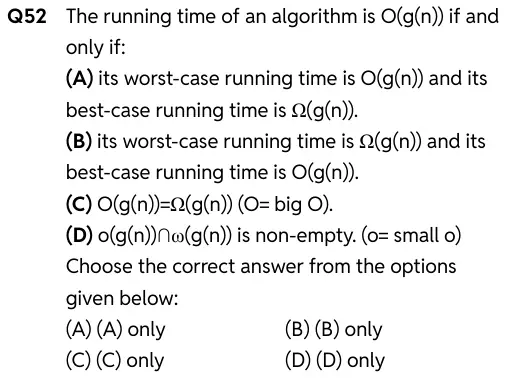 Q52 The running time of an algorithm is O(g(n)) if and
only if:
(A) its worst-case running time is O(g(n)) and its
best-case running time is Ω(g(n)).
(B) its worst-case running time is Ω(g(n)) and its
best-case running time is O(g(n)).
(C) O(g(n))=Ω(g(n)) (O= big O).
(D) o(g(n))∩ω(g(n)) is non-empty. (o= small o)
Choose the correct answer from the options
given below:
(A) (A) only (B) (B) only
(C) (C) only (D) (D) only